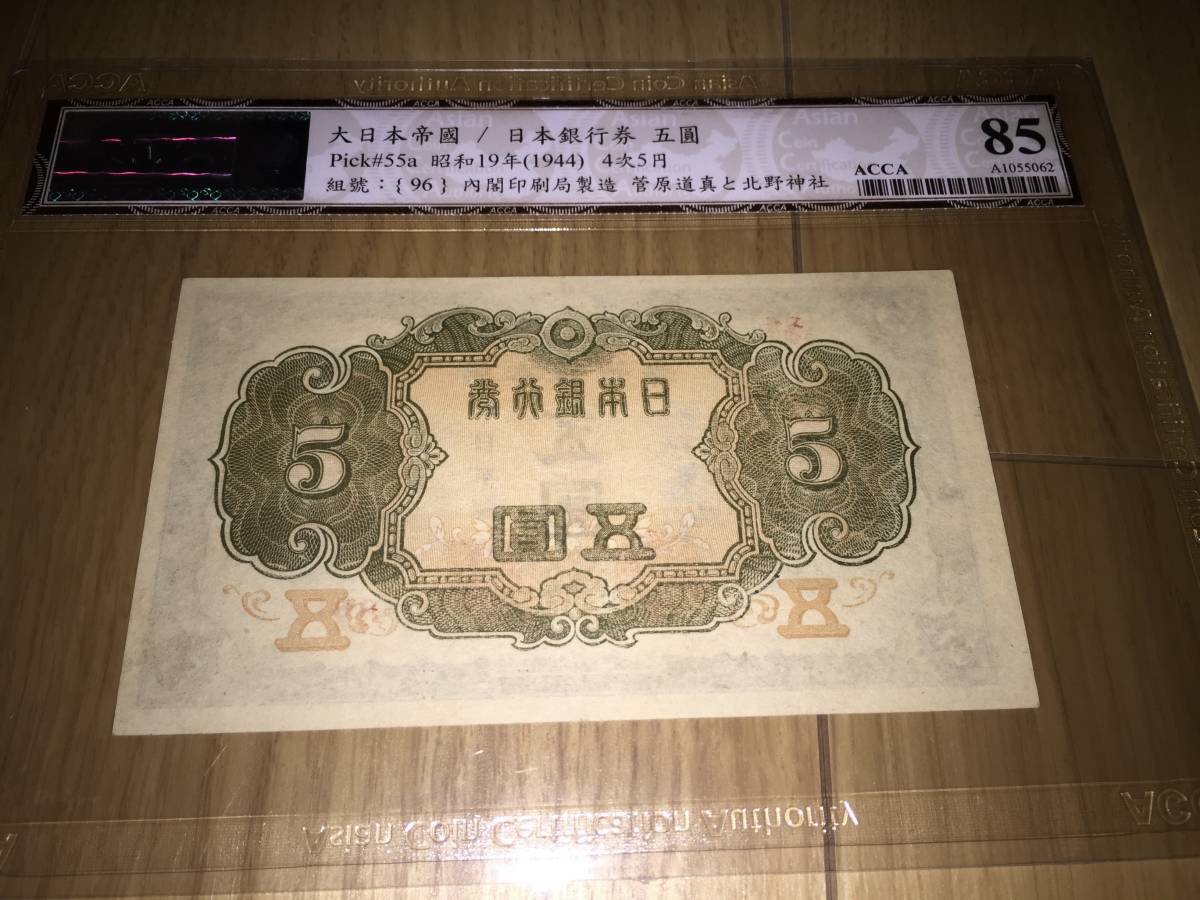 Asian Coin Certification Authority
ACCA
大日本帝國 / 日本銀行券 五圓
Pick#55a 昭和19年(1944) 4次5円
組號：{ 96 } 內閣印刷局製造 菅原道真と北野神社
85
ACCA
A1055062
券行銀本日
5
5
圓五
五
五
Asian Coin Certification Authority